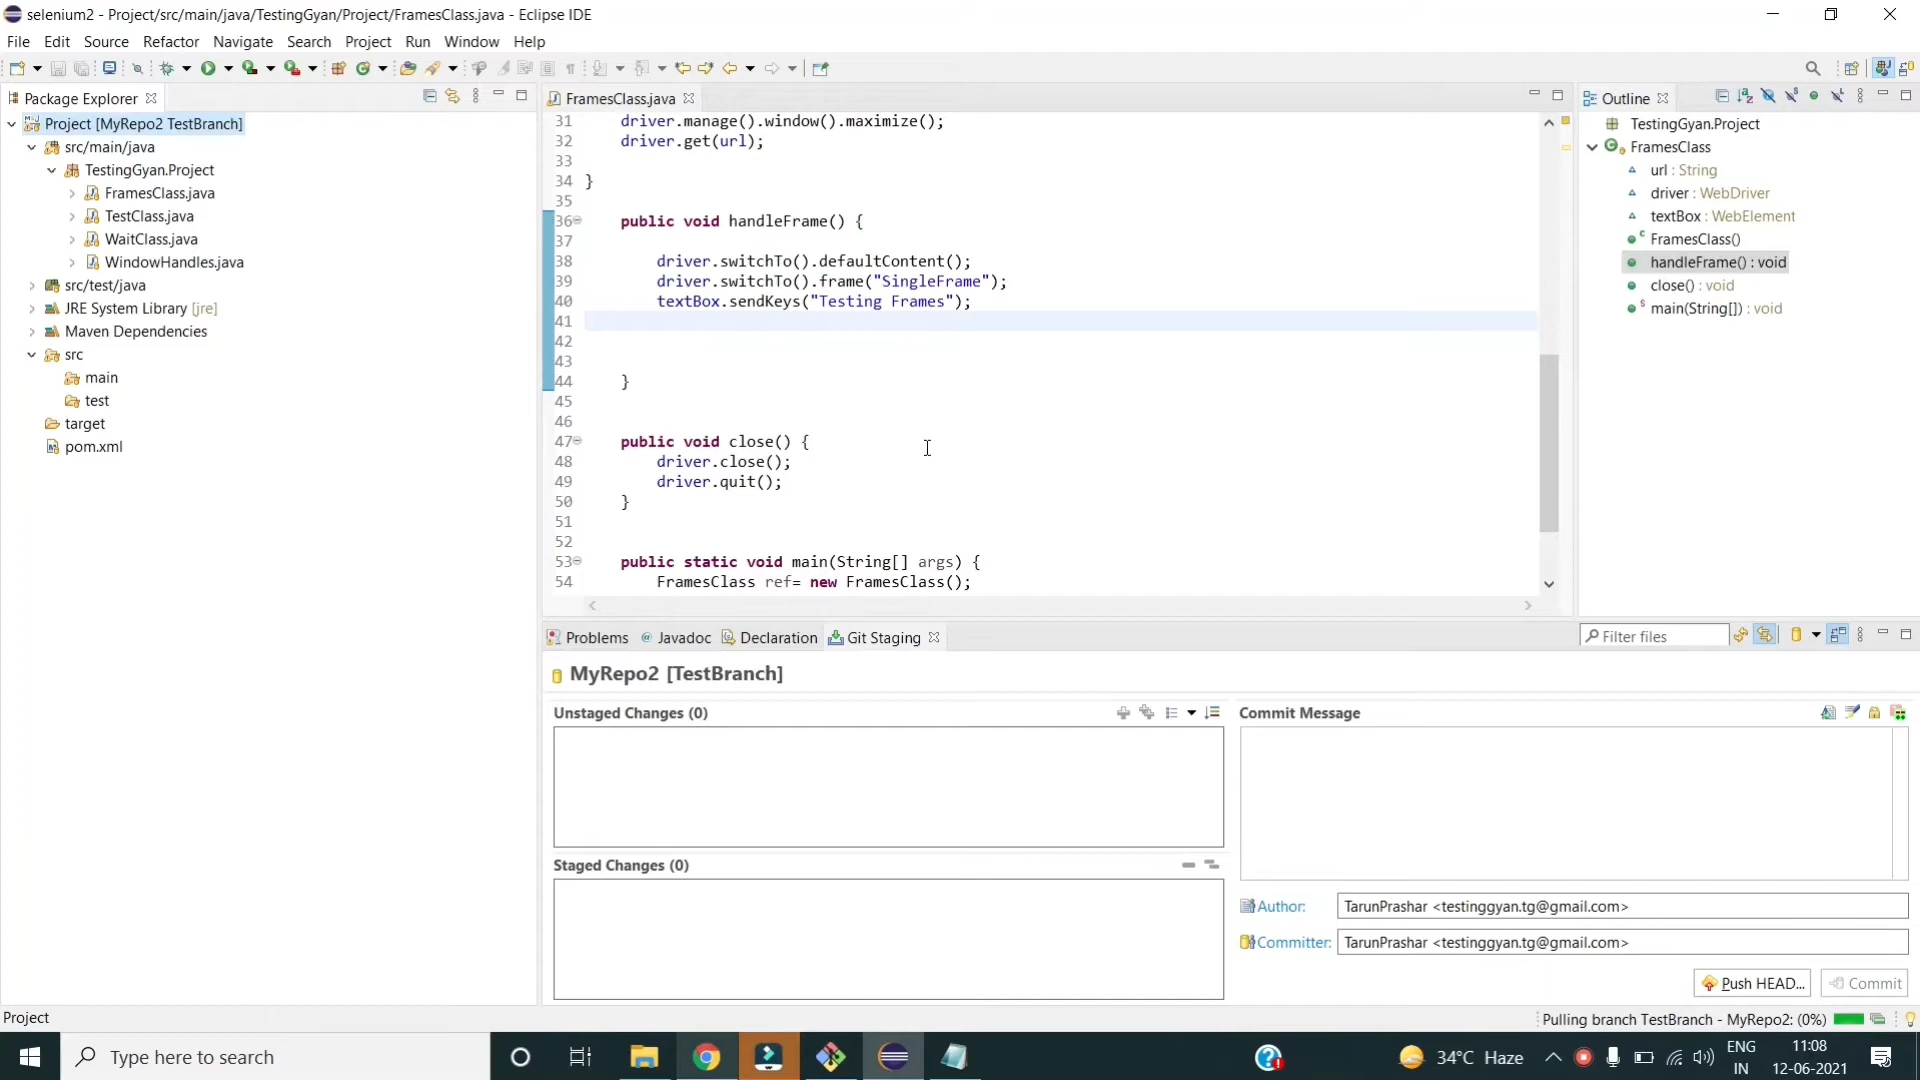 selenium2 - Project/src/main/java/TestingGyan/Project/FramesClass.java - Eclipse IDE
File Edit Source Refactor Navigate Search Project Run Window Help
Package Explorer
Project [MyRepo2 TestBranch]
src/main/java
TestingGyan.Project
FramesClass.java
TestClass.java
WaitClass.java
WindowHandles.java
src/test/java
JRE System Library [jre]
Maven Dependencies
src
main
test
target
pom.xml
FramesClass.java
31 driver.manage().window().maximize();
32 driver.get(url);
33
34 }
35
36 public void handleFrame() {
37
38 driver.switchTo().defaultContent();
39 driver.switchTo().frame("SingleFrame");
40 textBox.sendKeys("Testing Frames");
41
42
43
44 }
45
46
47 public void close() {
48 driver.close();
49 driver.quit();
50 }
51
52
53 public static void main(String[] args) {
54 FramesClass ref= new FramesClass();
Outline
TestingGyan.Project
FramesClass
url : String
driver : WebDriver
textBox : WebElement
FramesClass()
handleFrame() : void
close() : void
main(String[]) : void
Problems Javadoc Declaration Git Staging
Filter files
MyRepo2 [TestBranch]
Unstaged Changes (0)
Staged Changes (0)
Commit Message
Author: TarunPrashar <testinggyan.tg@gmail.com>
Committer: TarunPrashar <testinggyan.tg@gmail.com>
Push HEAD... Commit
Project
Pulling branch TestBranch - MyRepo2: (0%)
Type here to search
34°C Haze
ENG
IN
11:08
12-06-2021